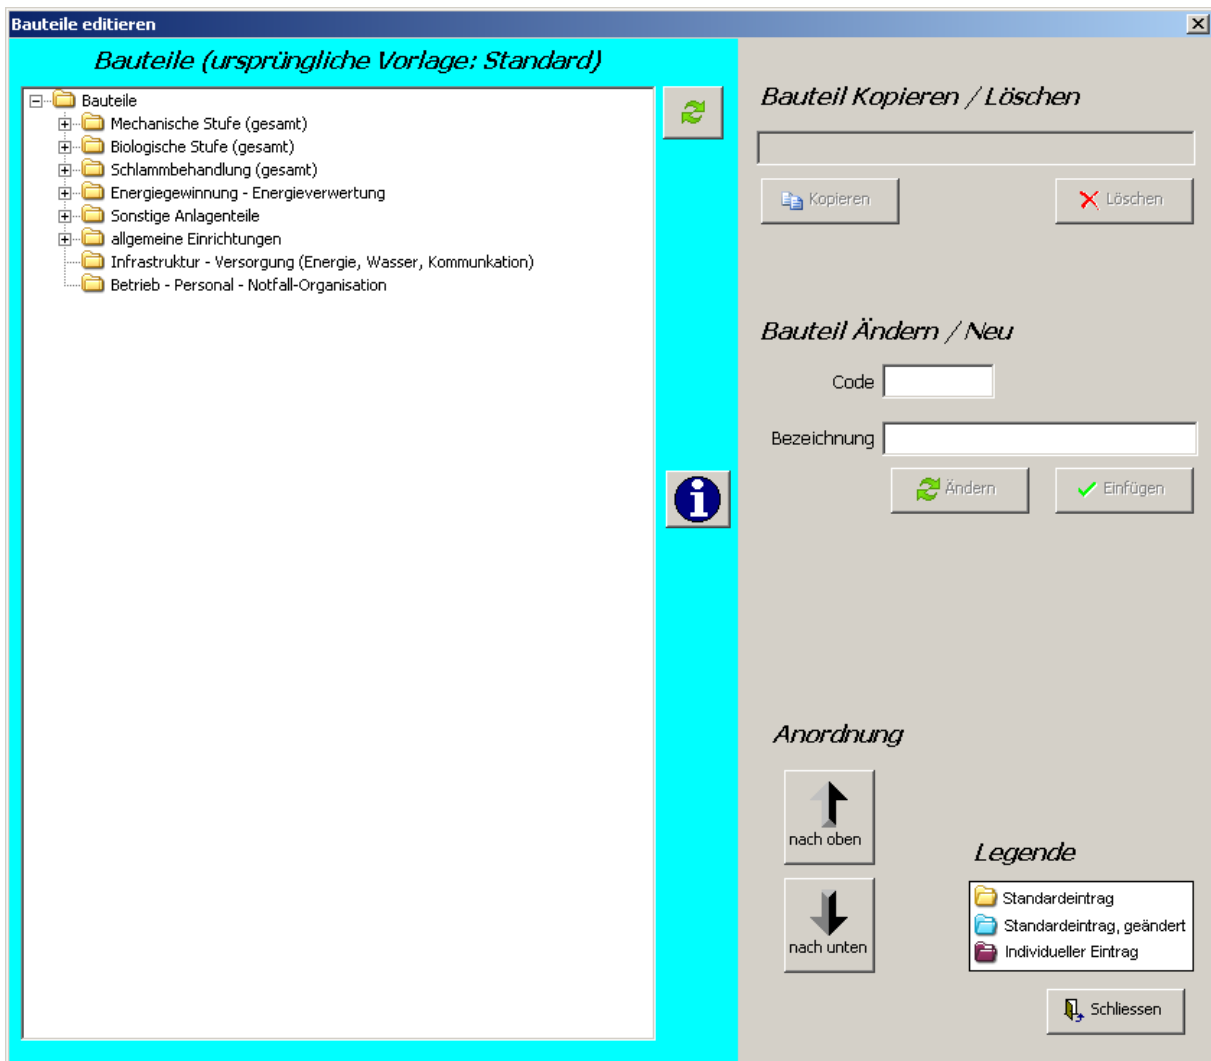 Bauteile editieren
Bauteile (ursprüngliche Vorlage: Standard)
Bauteile
Mechanische Stufe (gesamt)
Biologische Stufe (gesamt)
Schlammbehandlung (gesamt)
Energiegewinnung - Energieverwertung
Sonstige Anlagenteile
allgemeine Einrichtungen
Infrastruktur - Versorgung (Energie, Wasser, Kommunkation)
Betrieb - Personal - Notfall-Organisation
Bauteil Kopieren / Löschen
Kopieren
Löschen
Bauteil Ändern / Neu
Code
Bezeichnung
Ändern
Einfügen
Anordnung
nach oben
nach unten
Legende
Standardeintrag
Standardeintrag, geändert
Individueller Eintrag
Schliessen